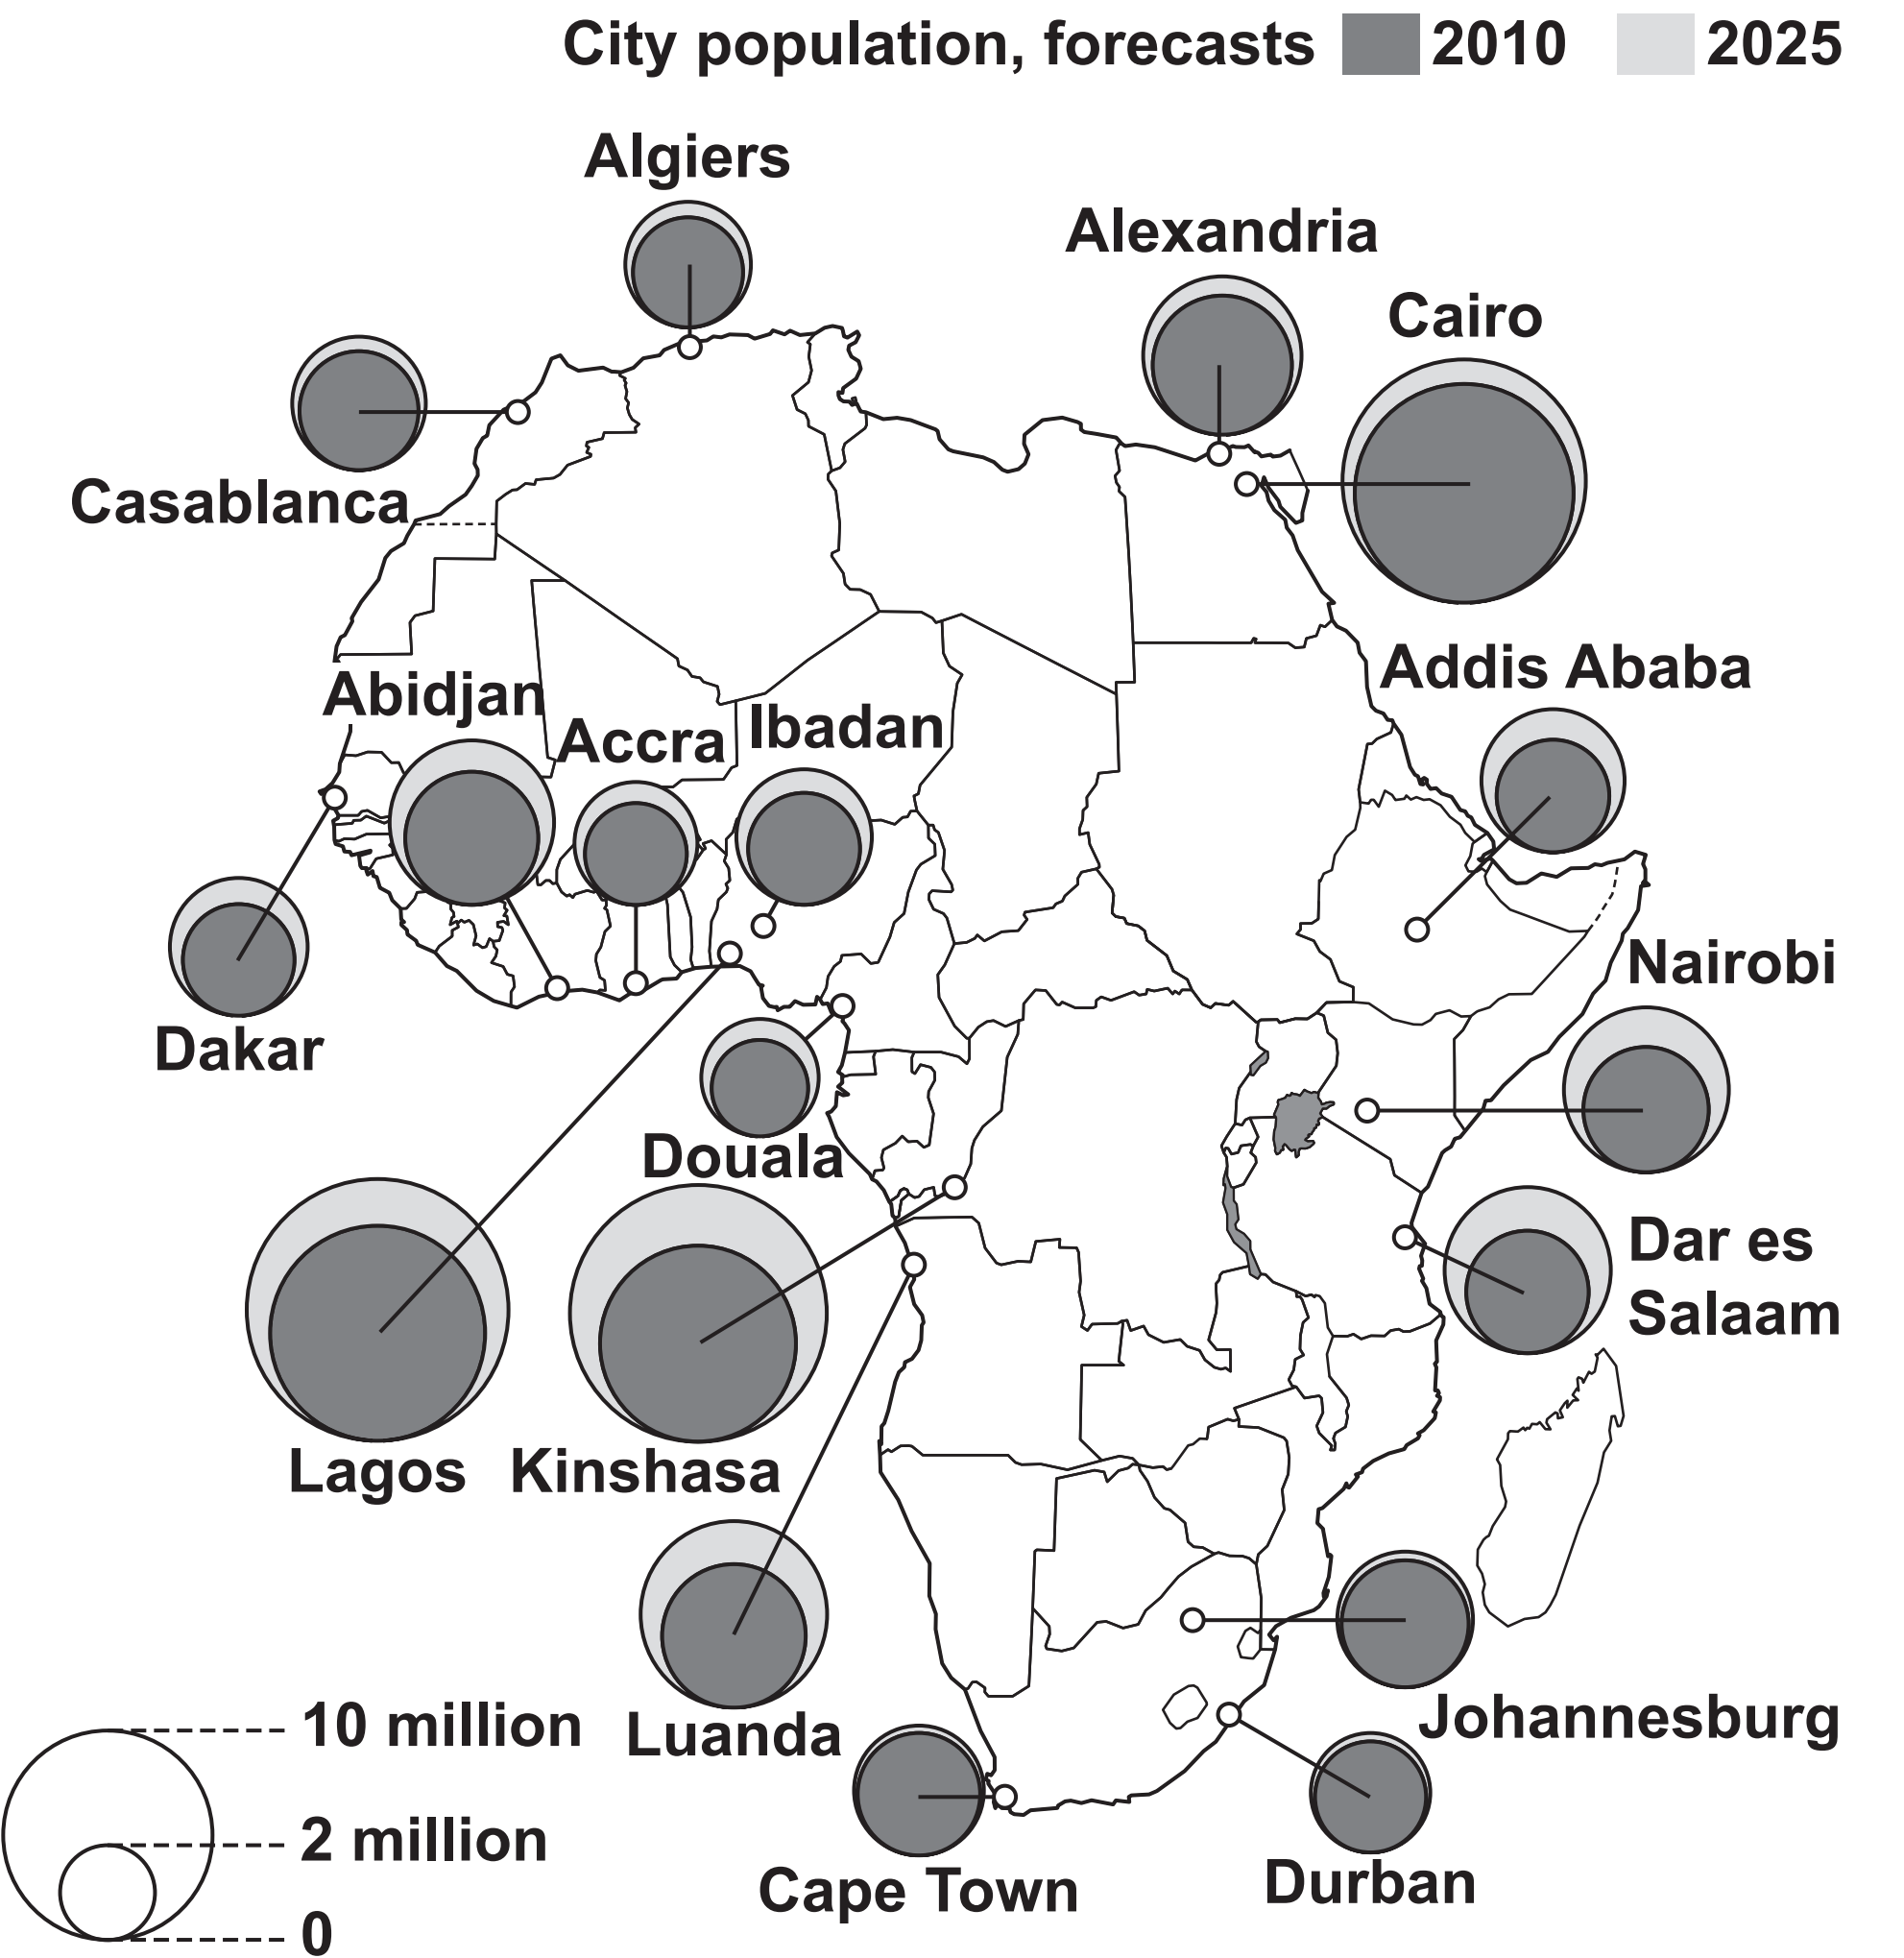 City population, forecasts 2010 2025
Algiers
Alexandria
Cairo
Casablanca
Addis Ababa
Abidjan
Accra
Ibadan
Nairobi
Dakar
Douala
Dar es
Salaam
Lagos
Kinshasa
Luanda
Johannesburg
Cape Town
Durban
10 million
2 million
0